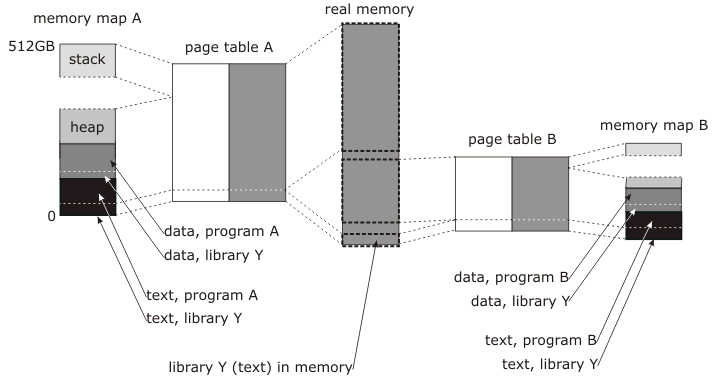 real memory
memory map A
512GB
stack
page table A
heap
0
data, program A
data, library Y
text, program A
text, library Y
library Y (text) in memory
page table B
memory map B
data, program B
data, library Y
text, program B
text, library Y